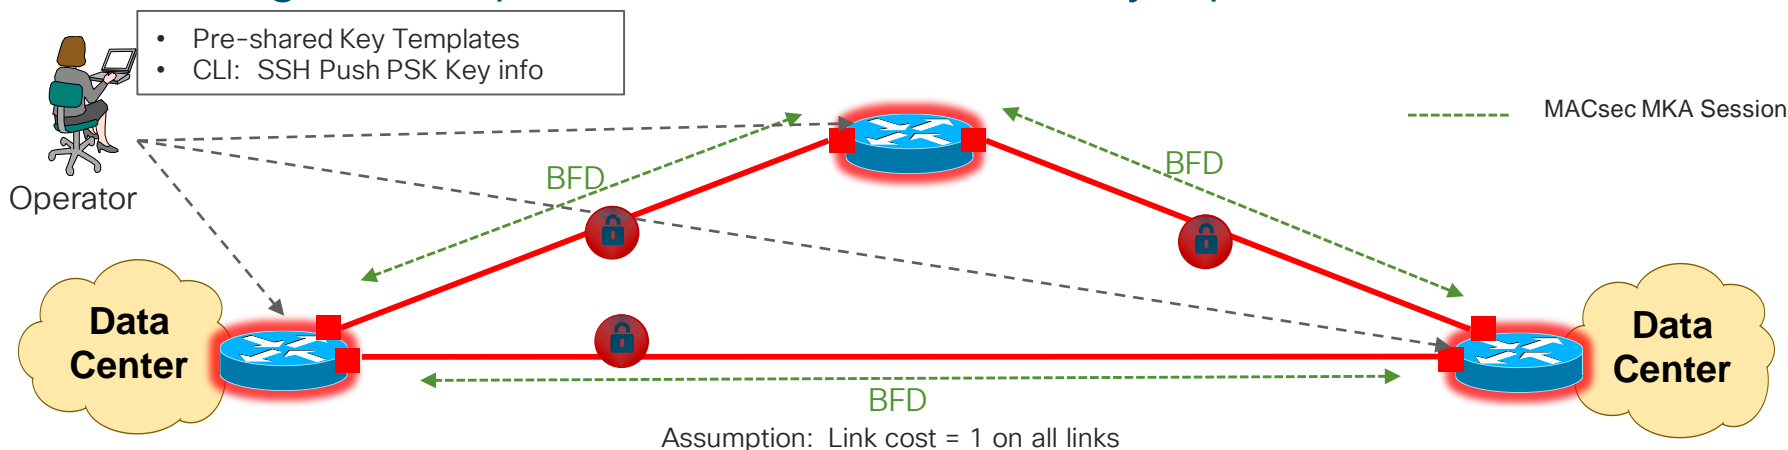 • Pre-shared Key Templates
• CLI: SSH Push PSK Key info
MACsec MKA Session
BFD
BFD
Operator
Data
Center
Data
Center
BFD
Assumption: Link cost = 1 on all links